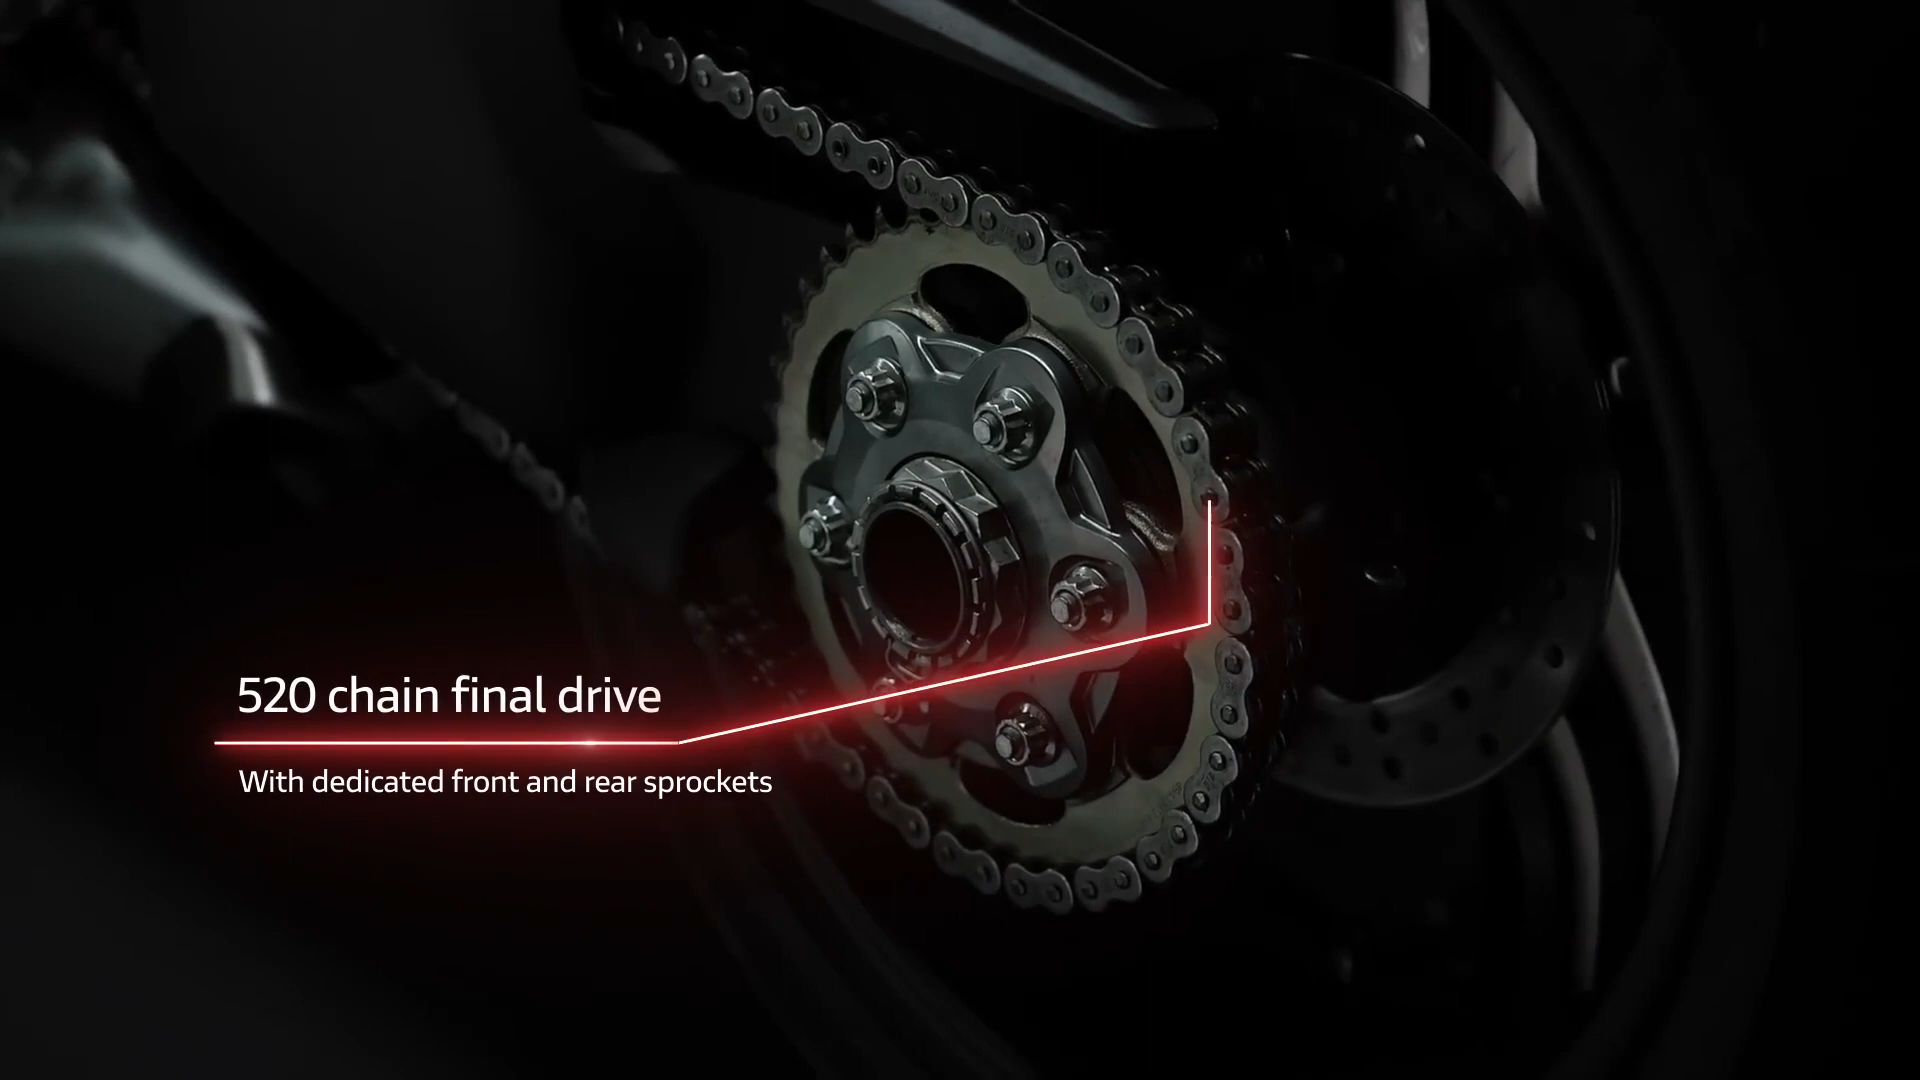 520 chain final drive
With dedicated front and rear sprockets